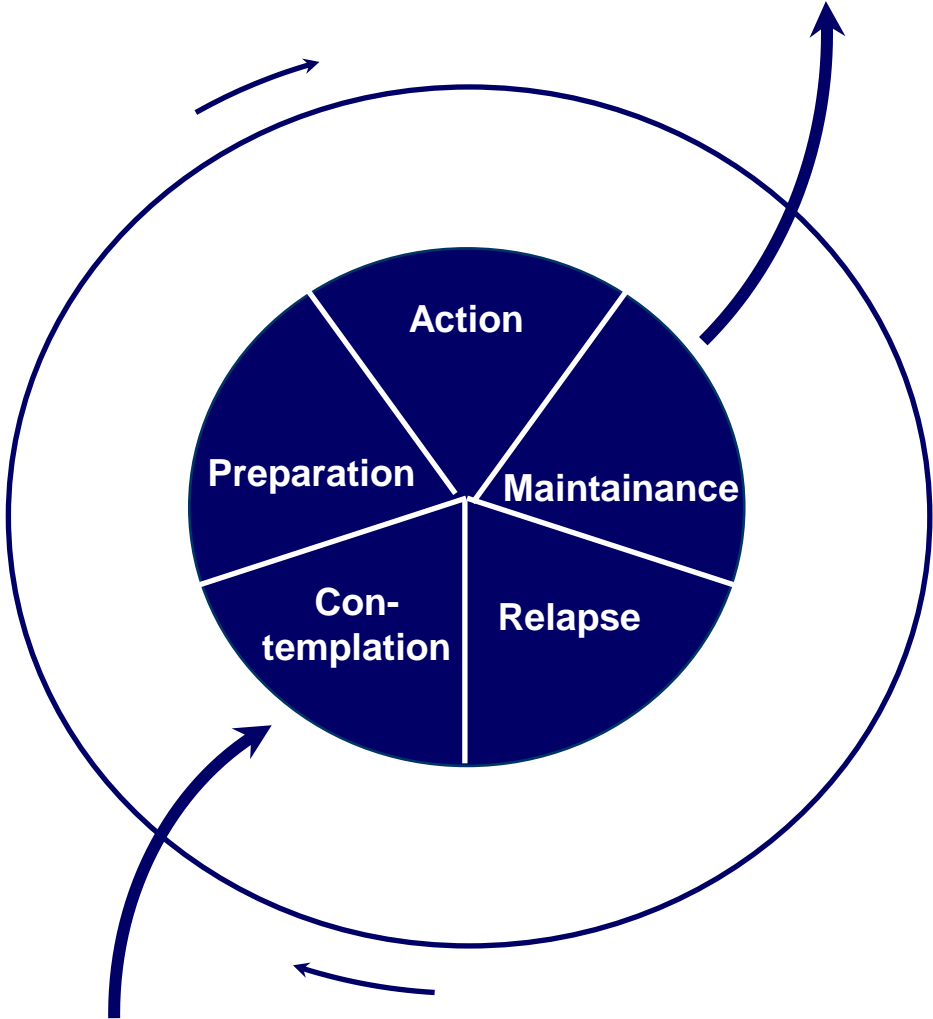 Action
Preparation
Maintainance
Con-
templation
Relapse